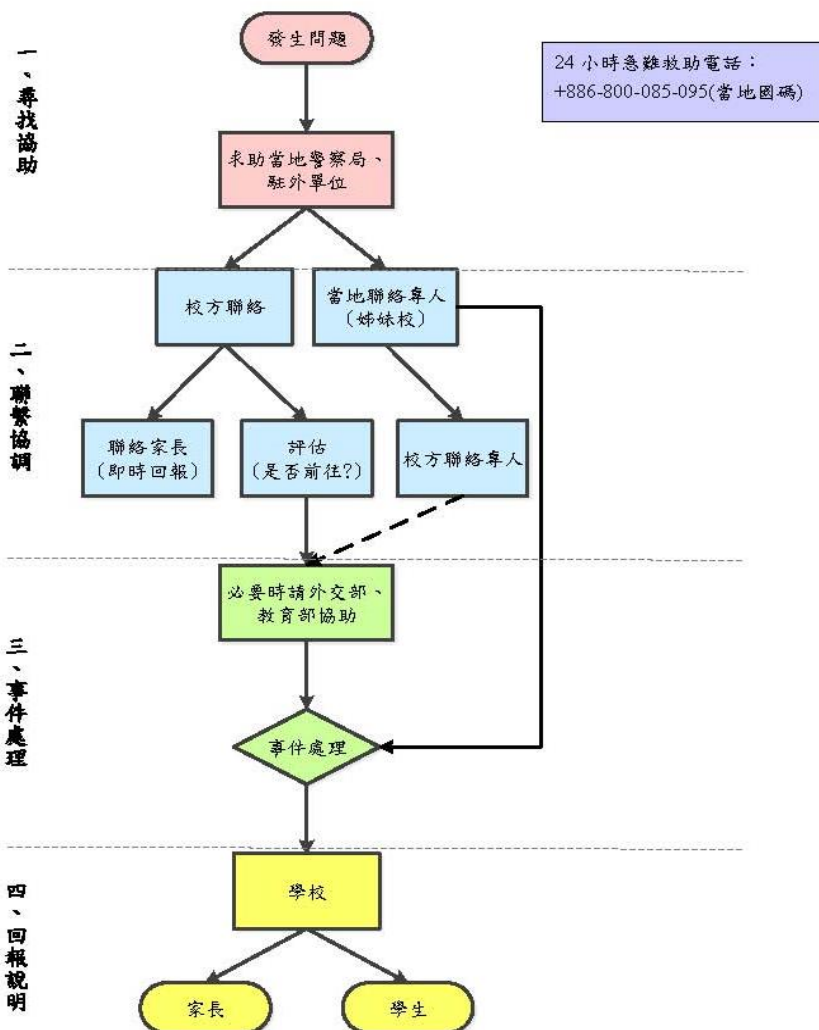 一、尋找協助
發生問題
24 小時急難救助電話：
+886-800-085-095(當地國碼)
求助當地警察局、
駐外單位
二、聯繫協調
校方聯絡
當地聯絡專人
(姊妹校)
聯絡家長
(即時回報)
評估
(是否前往?)
校方聯絡專人
三、事件處理
必要時請外交部、
教育部協助
事件處理
四、回報說明
學校
家長
學生